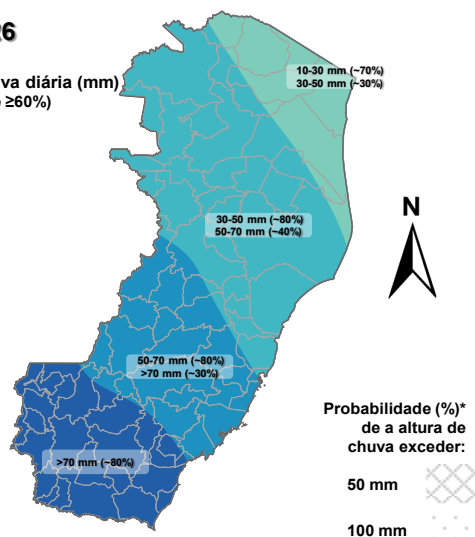 26
va diária (mm)
≥60%)
10-30 mm (~70%)
30-50 mm (~30%)
30-50 mm (~80%)
50-70 mm (~40%)
N
50-70 mm (~80%)
>70 mm (~30%)
>70 mm (~80%)
Probabilidade (%)*
de a altura de
chuva exceder:
50 mm
100 mm